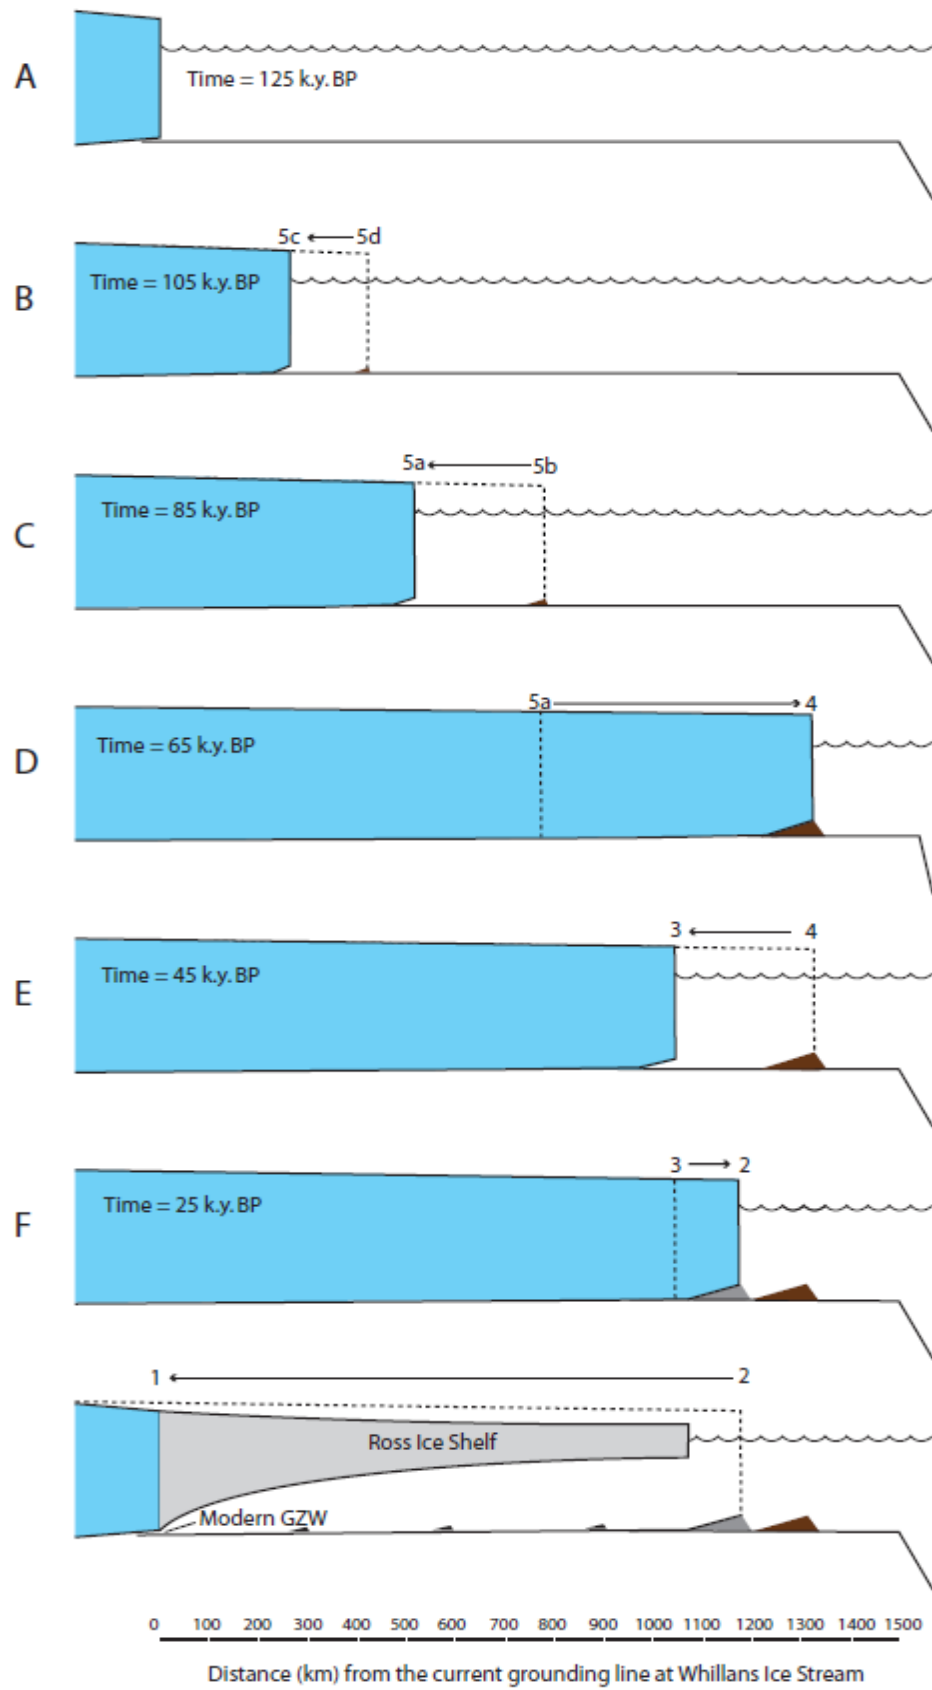 A
Time = 125 k.y. BP
5c 5d
B
Time = 105 k.y. BP
5a 5b
C
Time = 85 k.y. BP
5a 4
D
Time = 65 k.y. BP
3 4
E
Time = 45 k.y. BP
3 2
F
Time = 25 k.y. BP
1 2
Ross Ice Shelf
Modern GZW
0 100 200 300 400 500 600 700 800 900 1000 1100 1200 1300 1400 1500
Distance (km) from the current grounding line at Whillans Ice Stream